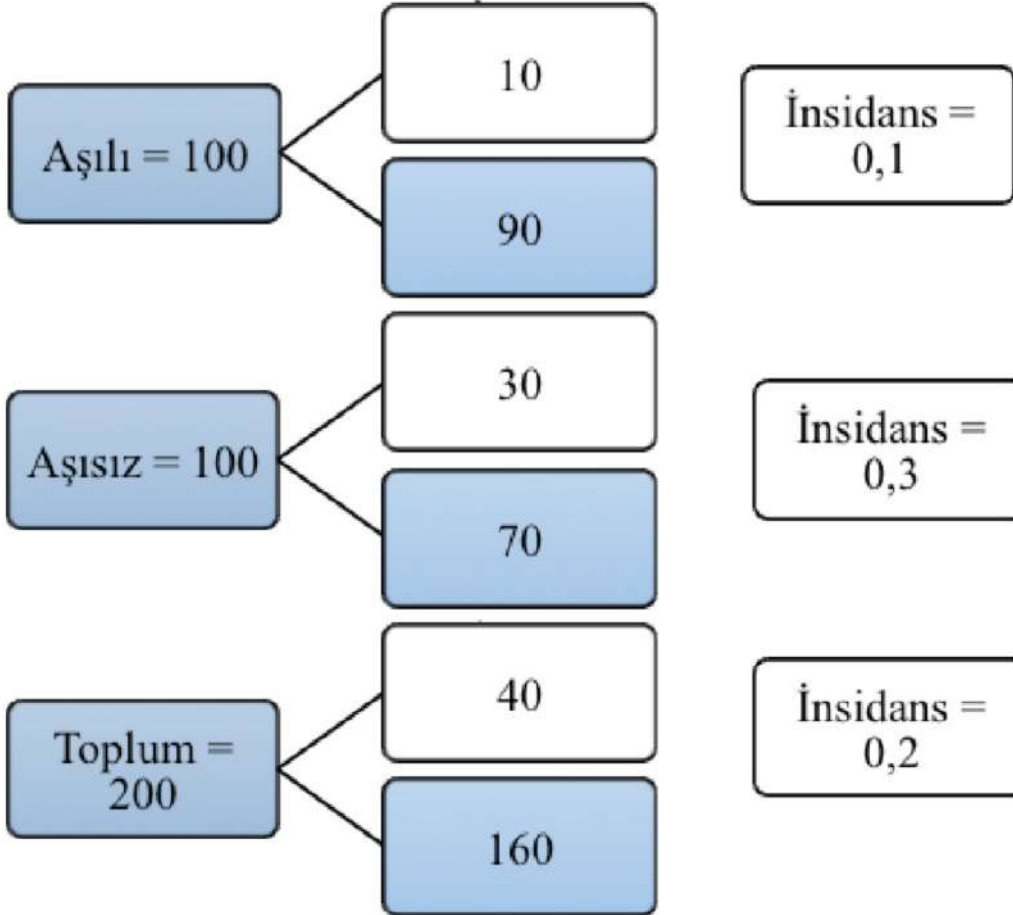 Aşılı = 100
10
90
İnsidans =
0,1
Aşısız = 100
30
70
İnsidans =
0,3
Toplum =
200
40
160
İnsidans =
0,2